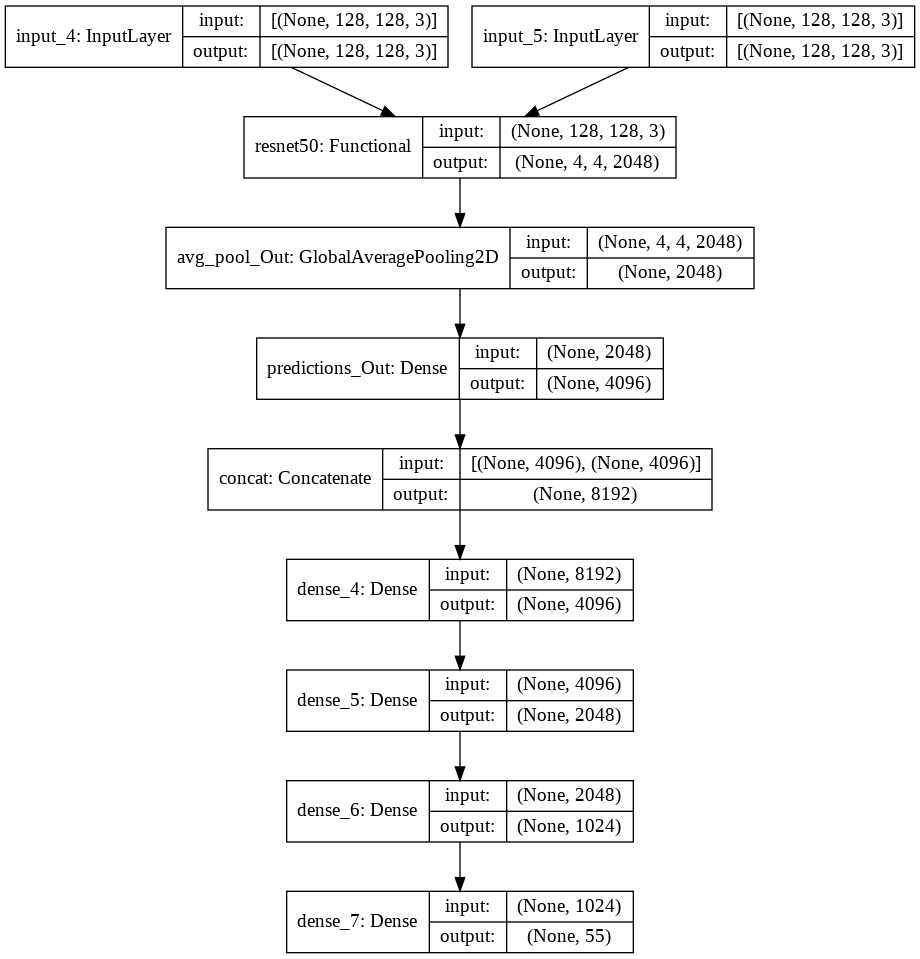 input_4: InputLayer
input: [(None, 128, 128, 3)]
output: [(None, 128, 128, 3)]
input_5: InputLayer
input: [(None, 128, 128, 3)]
output: [(None, 128, 128, 3)]
resnet50: Functional
input: (None, 128, 128, 3)
output: (None, 4, 4, 2048)
avg_pool_Out: GlobalAveragePooling2D
input: (None, 4, 4, 2048)
output: (None, 2048)
predictions_Out: Dense
input: (None, 2048)
output: (None, 4096)
concat: Concatenate
input: [(None, 4096), (None, 4096)]
output: (None, 8192)
dense_4: Dense
input: (None, 8192)
output: (None, 4096)
dense_5: Dense
input: (None, 4096)
output: (None, 2048)
dense_6: Dense
input: (None, 2048)
output: (None, 1024)
dense_7: Dense
input: (None, 1024)
output: (None, 55)